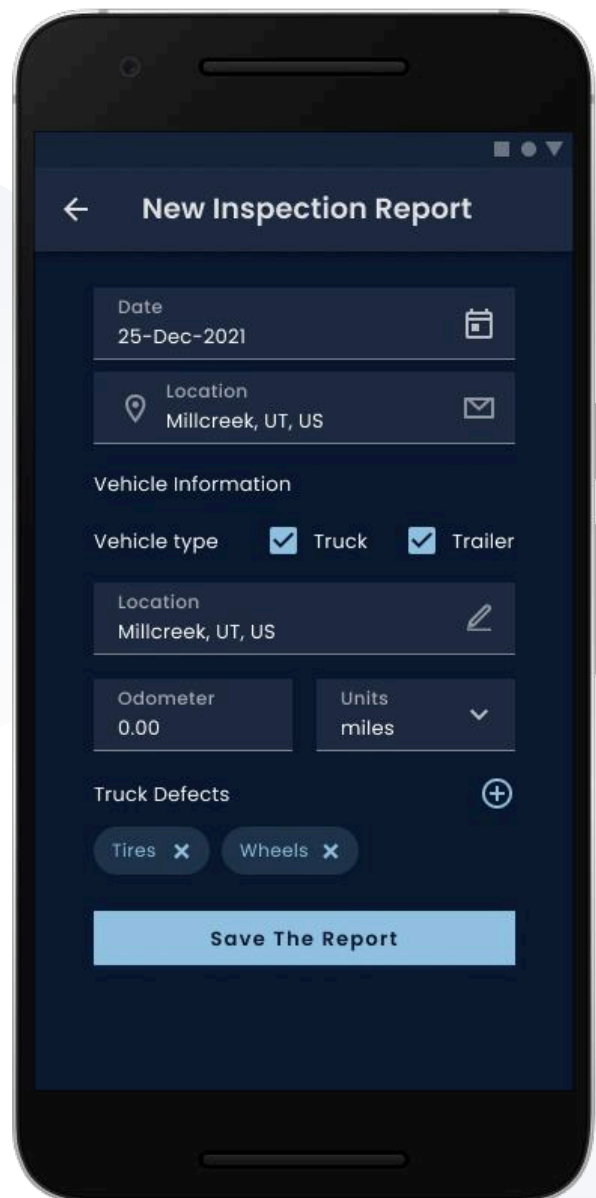 New Inspection Report
Date
25-Dec-2021
Location
Millcreek, UT, US
Vehicle Information
Vehicle type Truck Trailer
Location
Millcreek, UT, US
Odometer Units
0.00 miles
Truck Defects
Tires Wheels
Save The Report